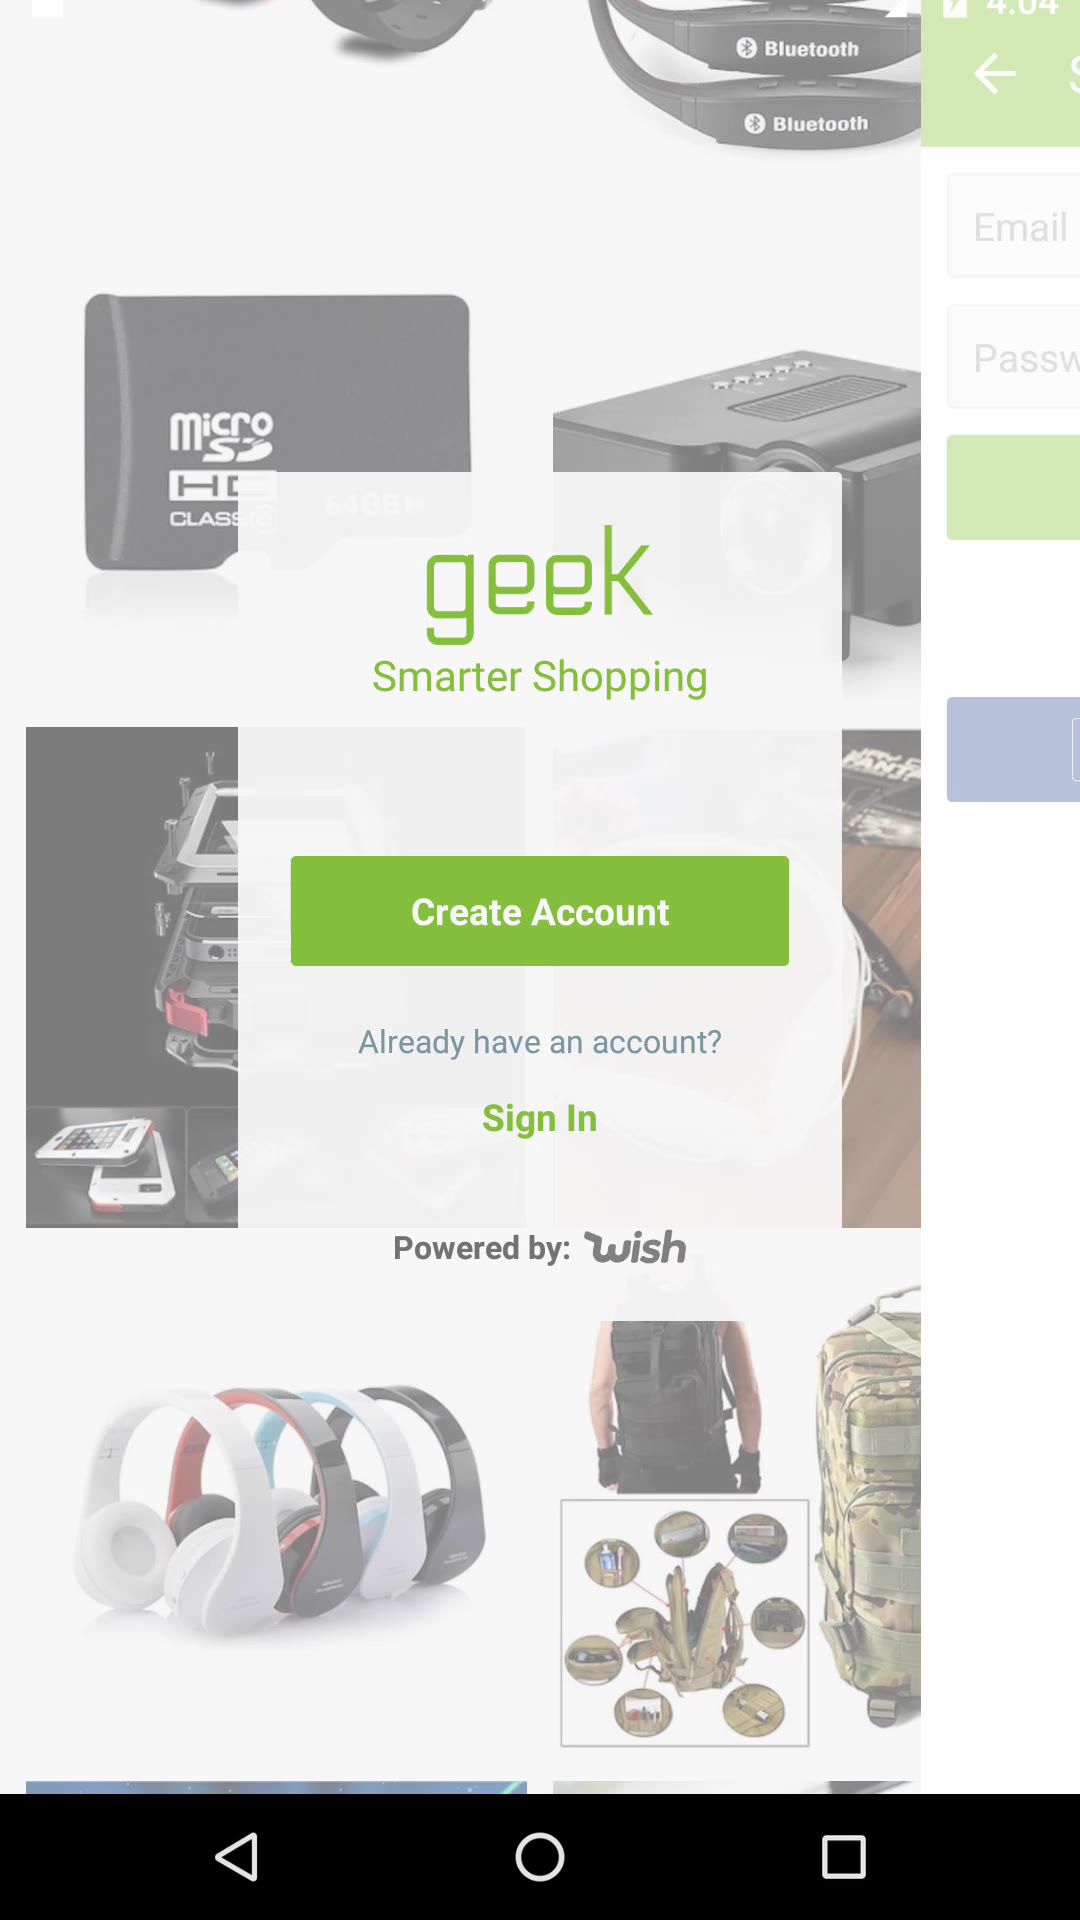 4:04
Bluetooth
Bluetooth
Email
Passw
micro
SD
HC
CLASS
64GB
geek
Smarter Shopping
Create Account
Already have an account?
Sign In
Powered by: wish